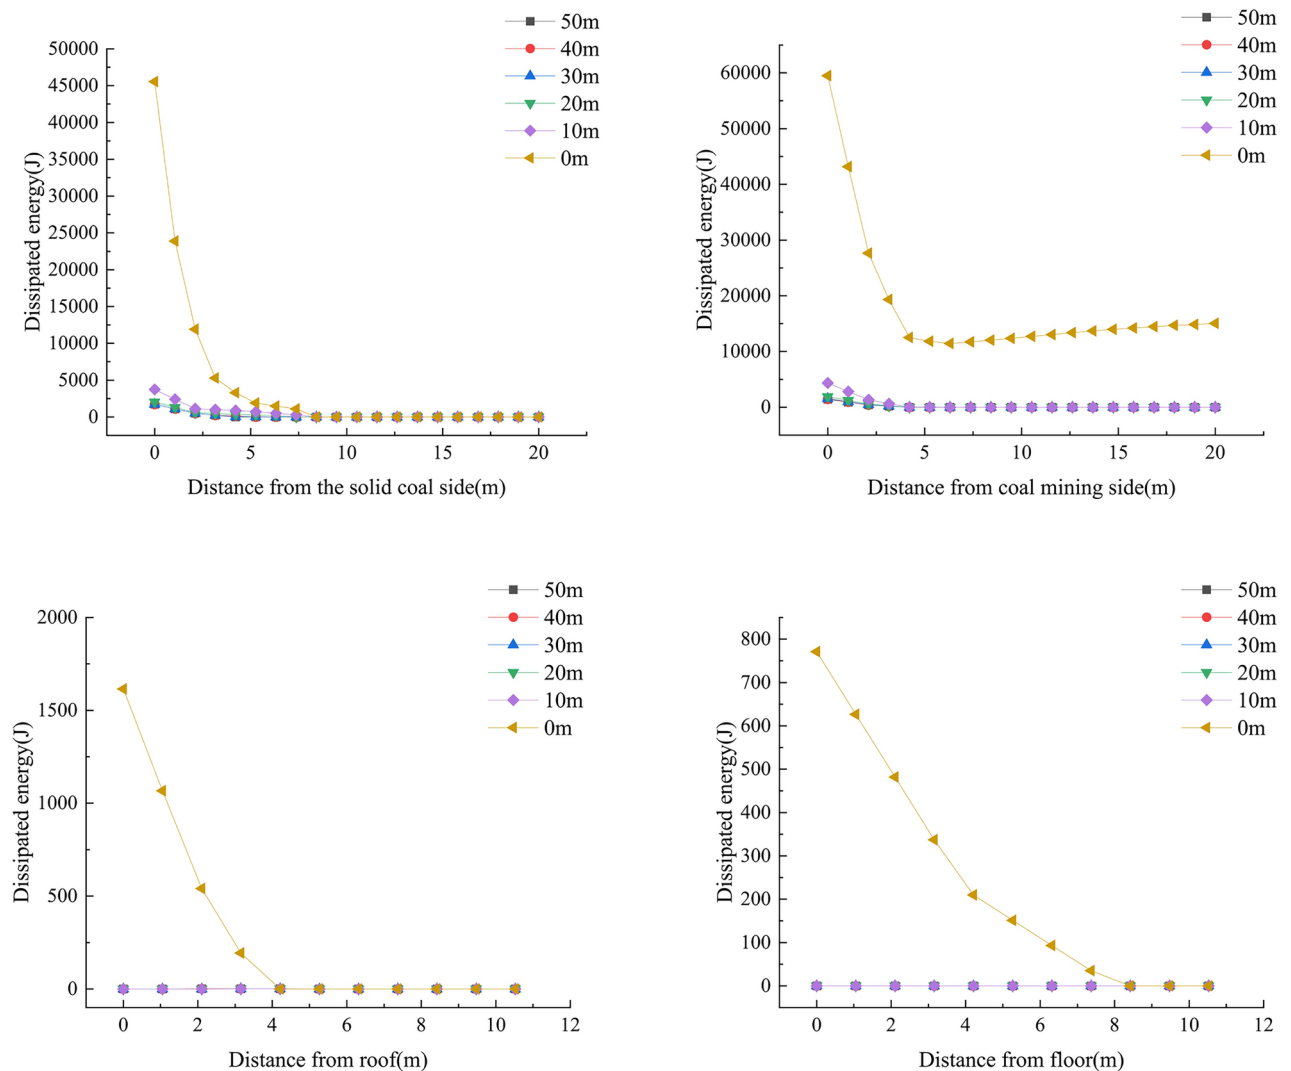 50m
40m
30m
20m
10m
0m
50000
45000
40000
35000
30000
25000
20000
15000
10000
5000
0
Dissipated energy(J)
0 5 10 15 20
Distance from the solid coal side(m)
50m
40m
30m
20m
10m
0m
60000
50000
40000
30000
20000
10000
0
Dissipated energy(J)
0 5 10 15 20
Distance from coal mining side(m)
50m
40m
30m
20m
10m
0m
2000
1500
1000
500
0
Dissipated energy(J)
0 2 4 6 8 10 12
Distance from roof(m)
50m
40m
30m
20m
10m
0m
800
700
600
500
400
300
200
100
0
Dissipated energy(J)
0 2 4 6 8 10 12
Distance from floor(m)